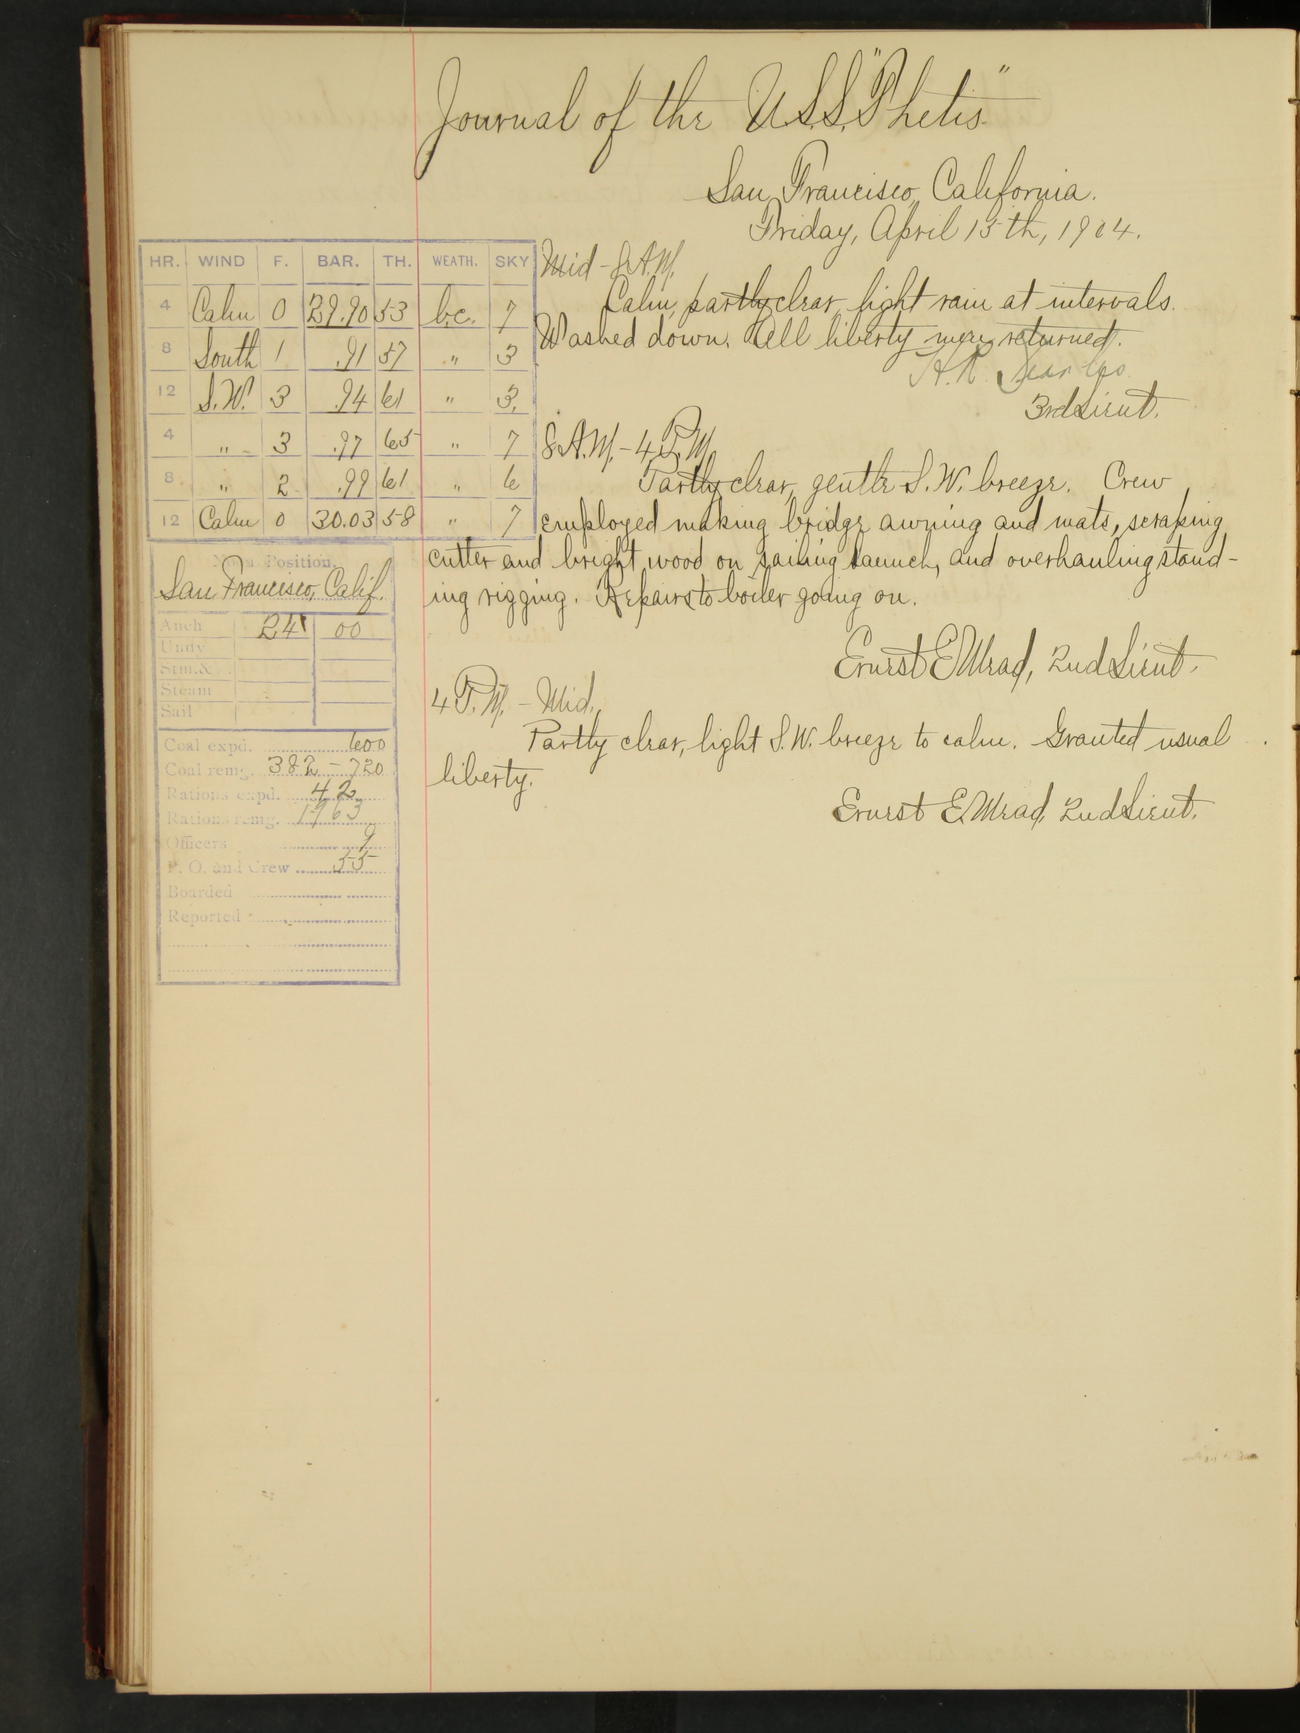 Journal of the U.S.S. "Thetis"
San Francisco, California.
Friday, April 15th, 1904.
HR. WIND F. BAR. TH. WEATH. SKY
4 Calm 0 29.90 53 b.c. 7
8 South 1 .91 57 " 3
12 S.W. 3 .94 61 " 3.
4 " 3 .97 65 " 7
8 " 2 .99 61 " 6
12 Calm 0 30.03 58 " 7
Mid - 8 A.M.
Calm, partly clear, light rain at intervals.
Washed down. All liberty men returned.
3rd Lieut.
8 A.M. - 4 P.M.
Partly clear, gentle S.W. breeze. Crew
employed making bridge awning and mats, scraping
cutter and bright wood on sailing launch, and overhauling stand-
ing rigging. Repairs to boiler going on.
Ernest E. Mead, 2nd Lieut.
4 P.M. - Mid.
Partly clear, light S.W. breeze to calm. Granted usual
liberty.
Ernest E. Mead, 2nd Lieut.
Noon Position.
San Francisco, Calif.
Anch 24 00
Undy
Stm.&
Steam
Sail
Coal expd. 600
Coal remg. 382 - 720
Rations expd. 42
Rations remg. 1963
Officers 9
P. O. and Crew 55
Boarded
Reported